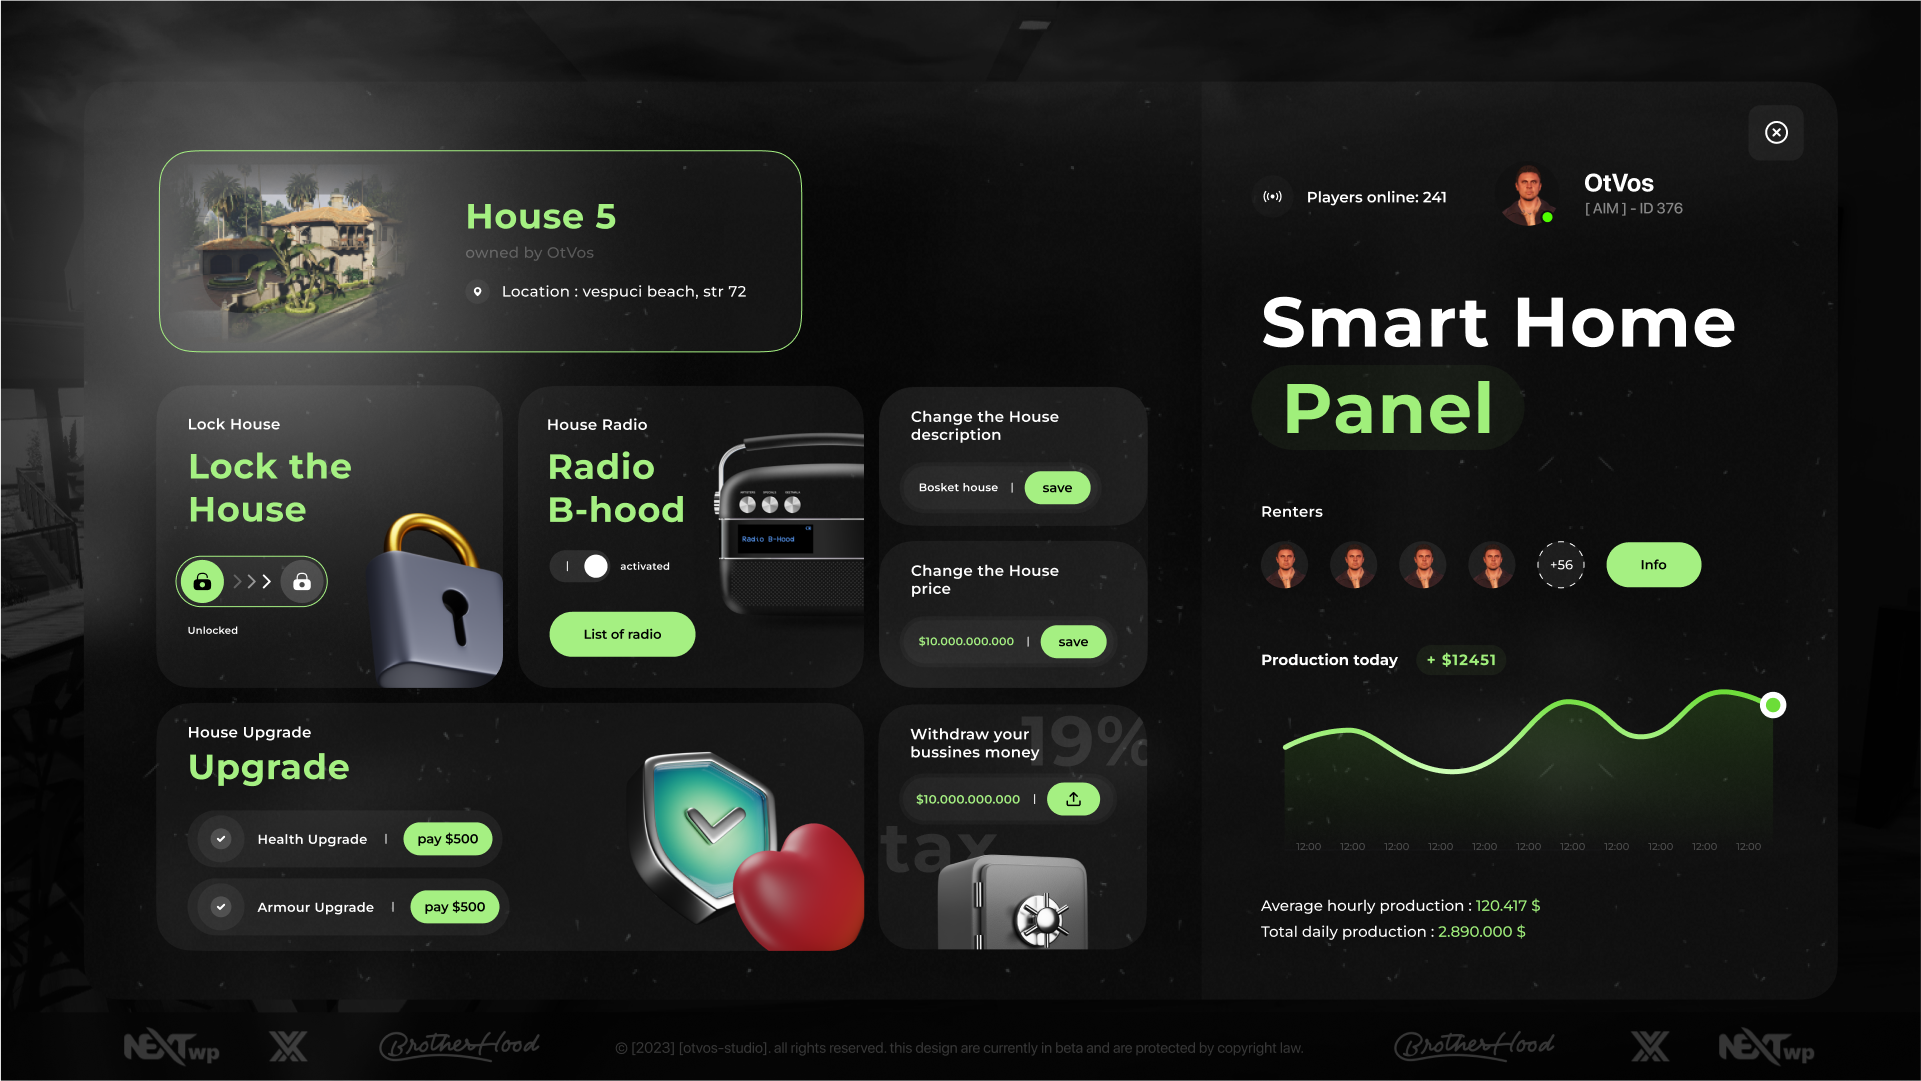 House 5
owned by OtVos
Location : vespuci beach, str 72
Players online: 241
OtVos
[ AIM ] - ID 376
Smart Home
Panel
Lock House
Lock the
House
Unlocked
House Radio
Radio
B-hood
activated
List of radio
Radio B-Hood
Change the House
description
Bosket house | save
Change the House
price
$10.000.000.000 | save
Renters
+56
Info
Production today + $12451
12:00 12:00 12:00 12:00 12:00 12:00 12:00 12:00 12:00 12:00 12:00
Average hourly production : 120.417 $
Total daily production : 2.890.000 $
House Upgrade
Upgrade
Health Upgrade | pay $500
Armour Upgrade | pay $500
19%
Withdraw your
bussines money
$10.000.000.000 |
tax
NEXT wp
BrotherHood
© [2023] [otvos-studio]. all rights reserved. this design are currently in beta and are protected by copyright law.
BrotherHood
NEXT wp